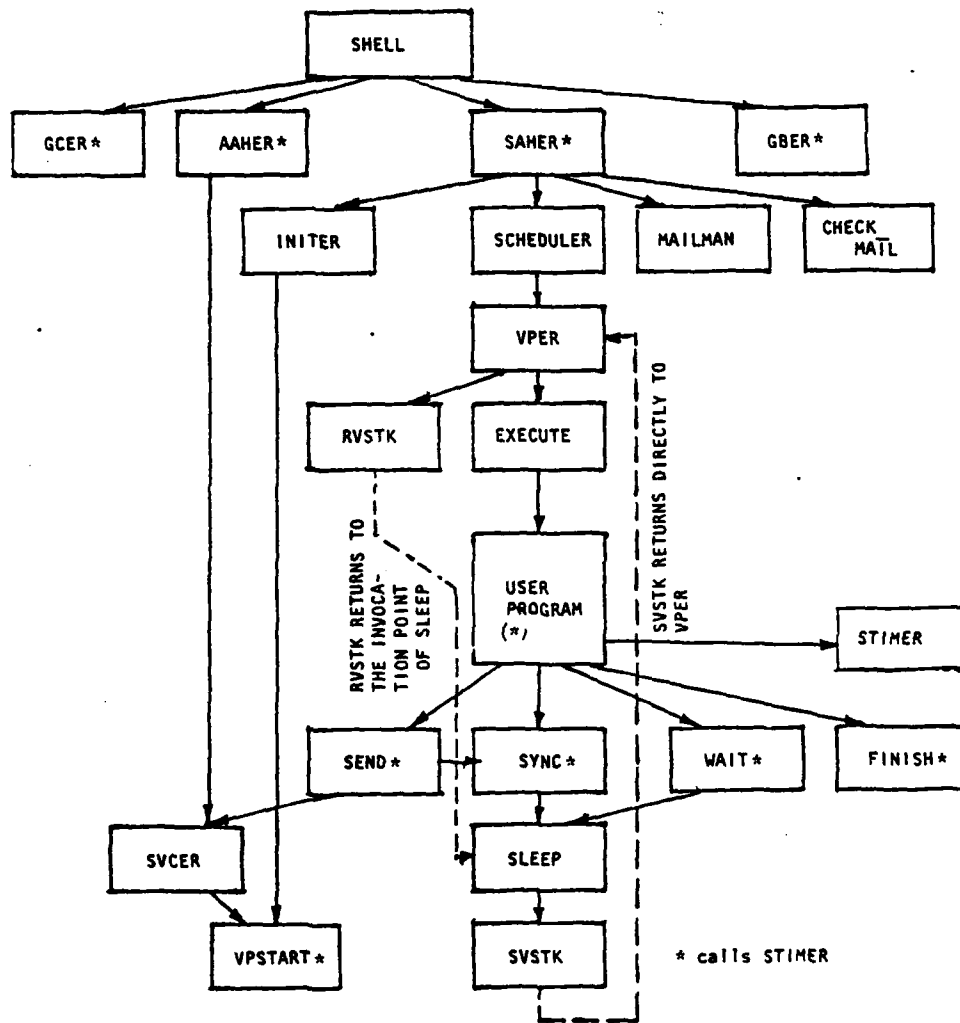 SHELL
GCER*
AAHER*
SAHER*
GBER*
INITER
SCHEDULER
MAILMAN
CHECK_
MAIL
VPER
RVSTK
EXECUTE
RVSTK RETURNS TO
THE INVOCA-
TION POINT
OF SLEEP
USER
PROGRAM
(*)
SVSTK RETURNS DIRECTLY TO
VPER
STIMER
SEND*
SYNC*
WAIT*
FINISH*
SVCER
SLEEP
VPSTART*
SVSTK
* calls STIMER